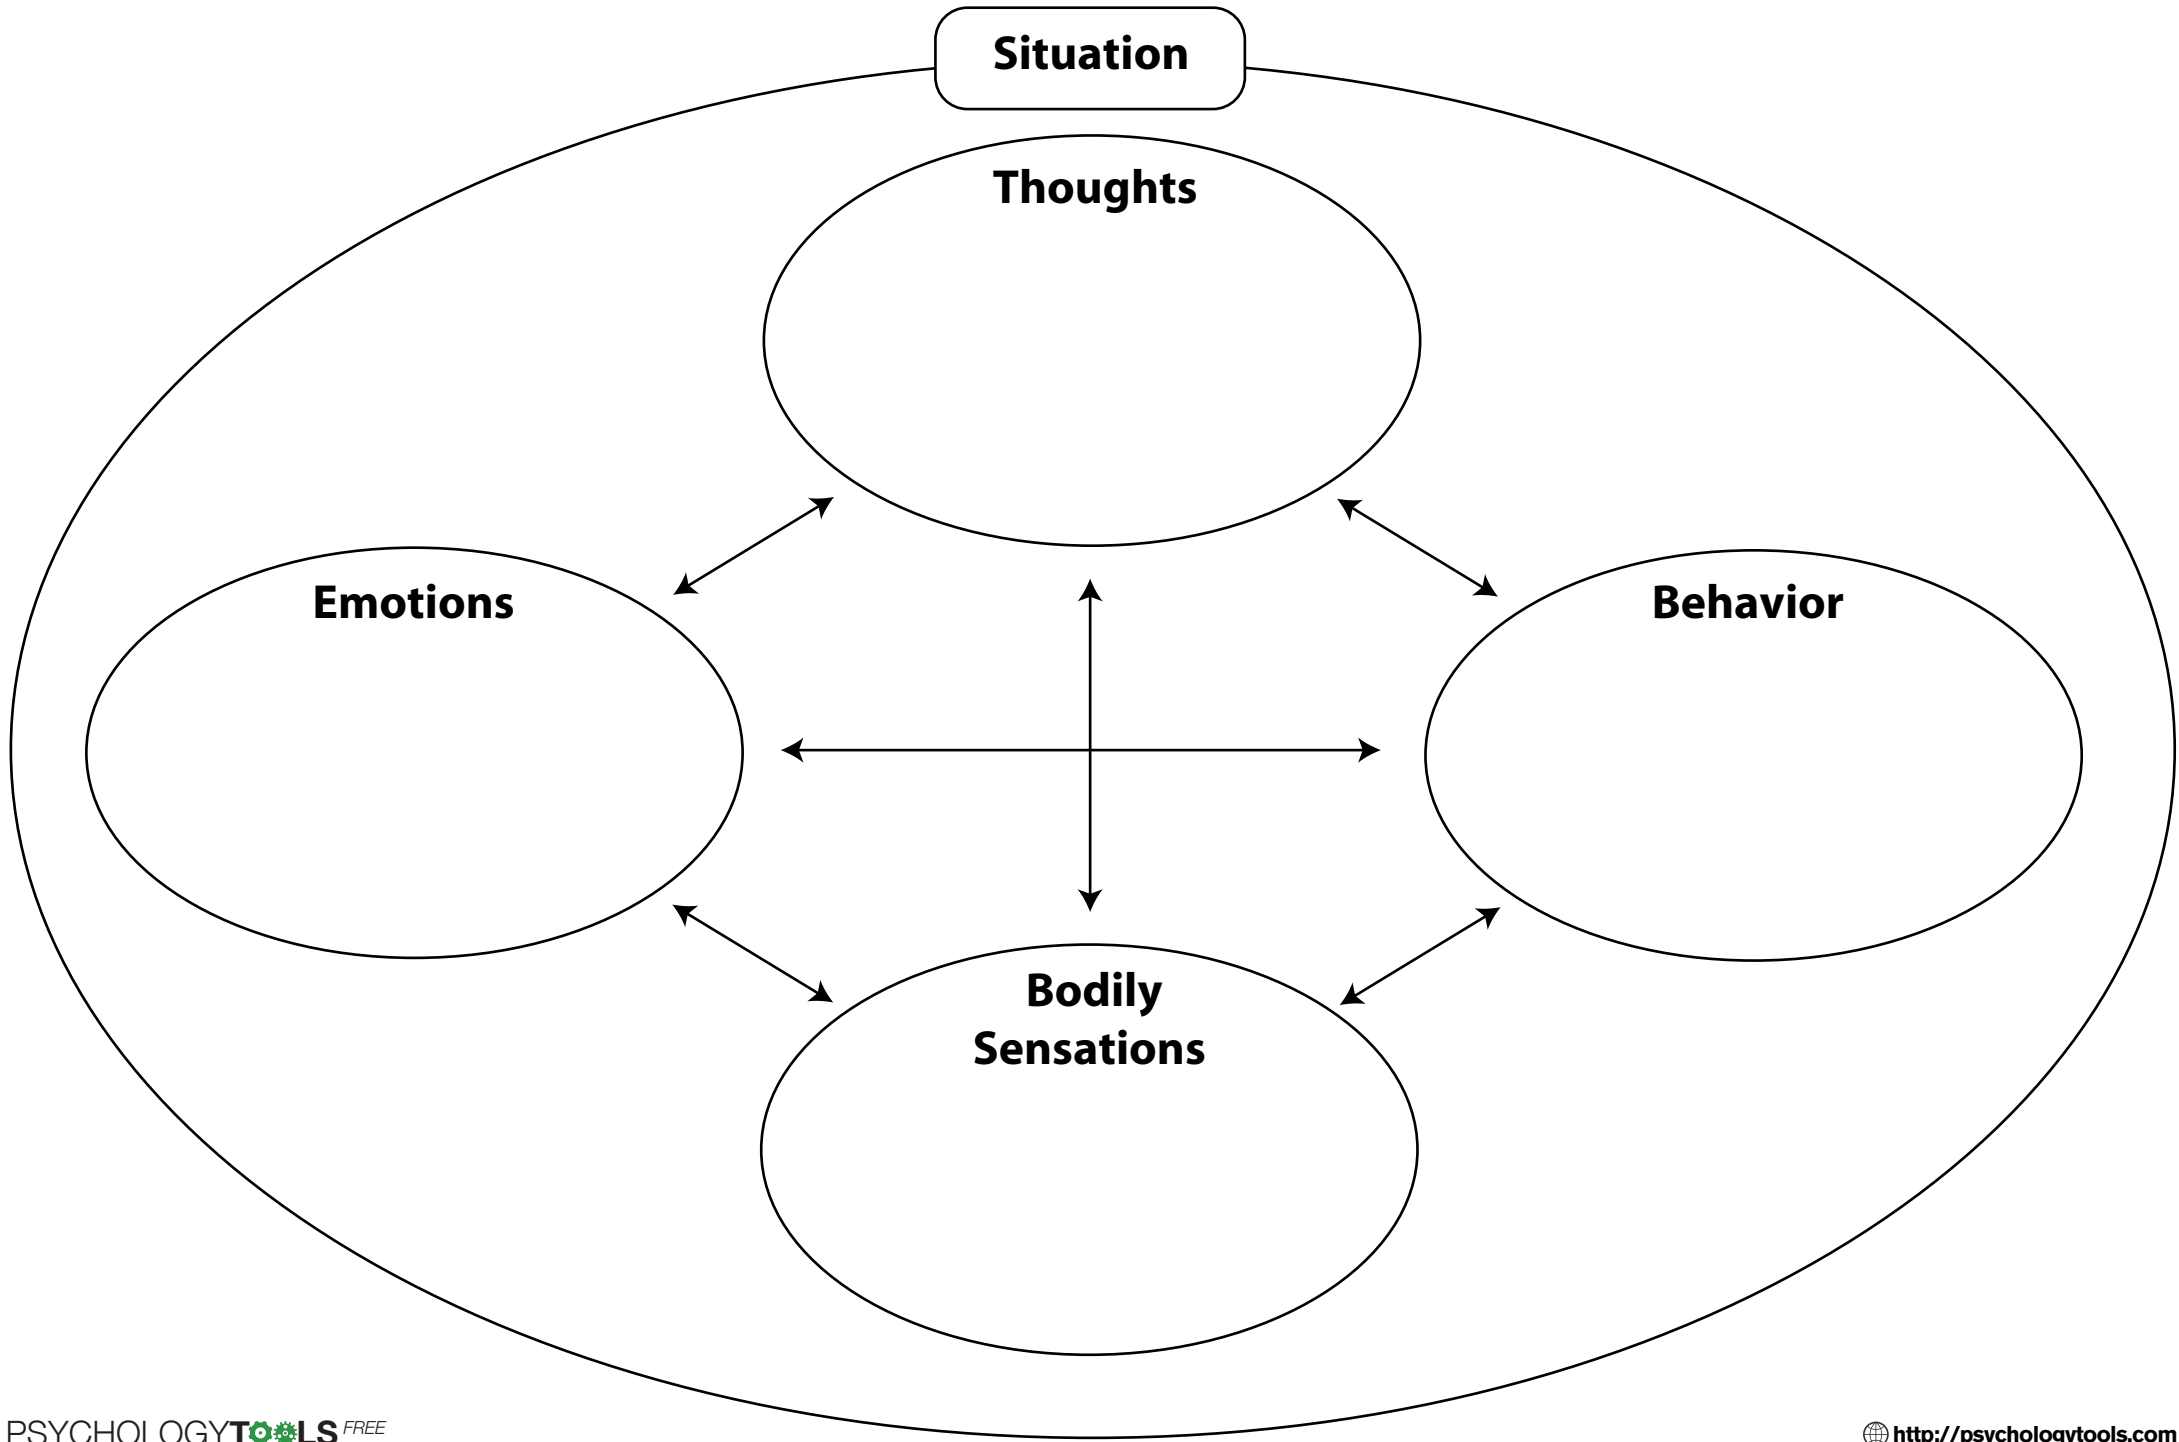 Situation
Thoughts
Emotions
Behavior
Bodily
Sensations
PSYCHOLOGYTOOLS FREE
http://psychologytools.com